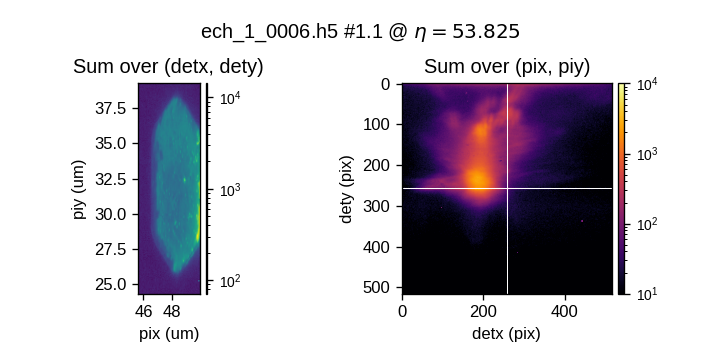 ech_1_0006.h5 #1.1 @ η = 53.825
Sum over (detx, dety)
Sum over (pix, piy)
37.5
35.0
32.5
30.0
27.5
25.0
piy (um)
46 48
pix (um)
10⁴
10³
10²
0
100
200
300
400
500
dety (pix)
0 200 400
detx (pix)
10⁴
10³
10²
10¹